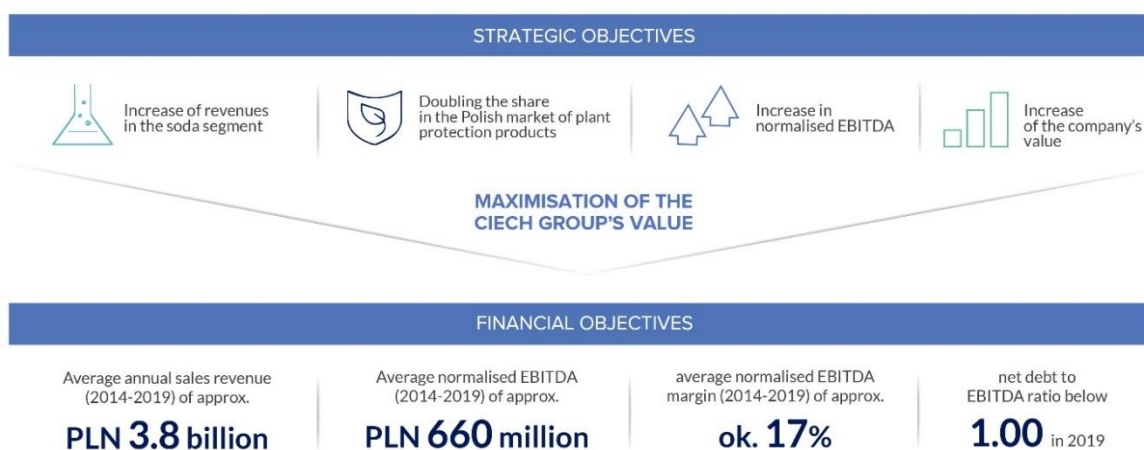 STRATEGIC OBJECTIVES
Increase of revenues
in the soda segment
Doubling the share
in the Polish market of plant
protection products
Increase in
normalised EBITDA
Increase
of the company's
value
MAXIMISATION OF THE
CIECH GROUP'S VALUE
FINANCIAL OBJECTIVES
Average annual sales revenue
(2014-2019) of approx.
PLN 3.8 billion
Average normalised EBITDA
(2014-2019) of approx.
PLN 660 million
average normalised EBITDA
margin (2014-2019) of approx.
ok. 17%
net debt to
EBITDA ratio below
1.00 in 2019